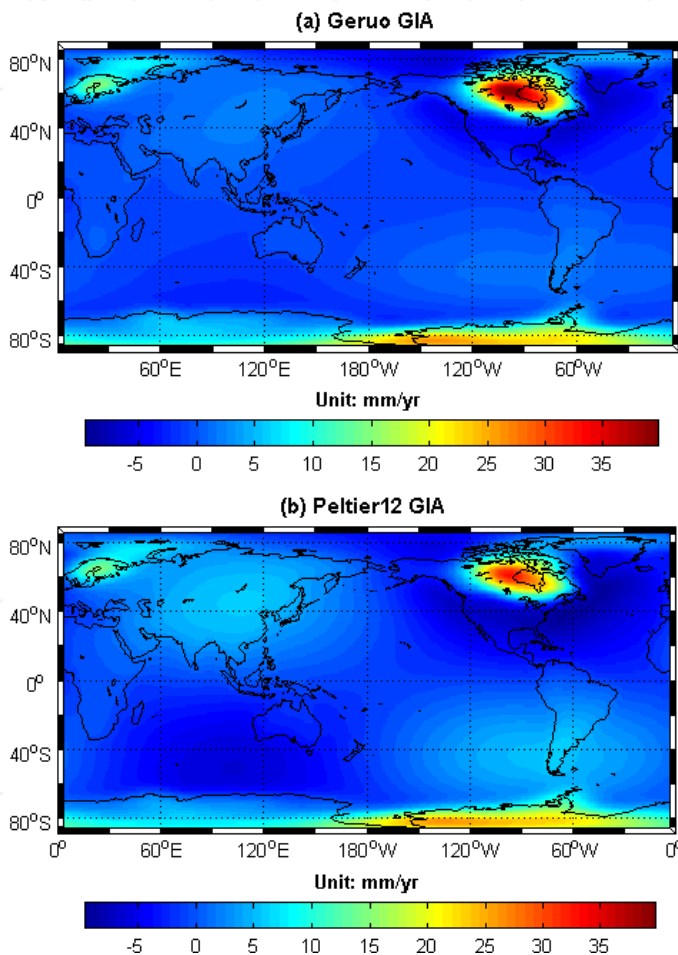 (a) Geruo GIA
80°N
40°N
0°
40°S
80°S
60°E 120°E 180°W 120°W 60°W
Unit: mm/yr
-5 0 5 10 15 20 25 30 35
(b) Peltier12 GIA
80°N
40°N
0°
40°S
80°S
0° 60°E 120°E 180°W 120°W 60°W 0°
Unit: mm/yr
-5 0 5 10 15 20 25 30 35